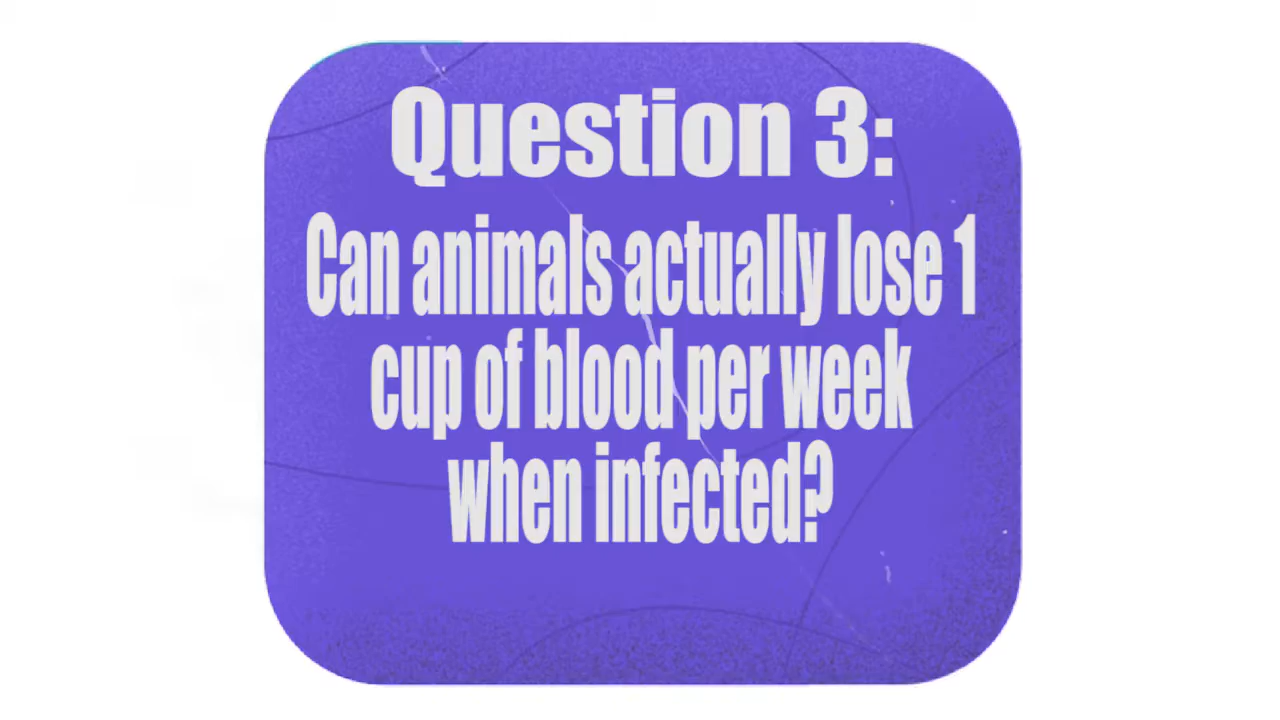 Question 3:
Can animals actually lose 1
cup of blood per week
when infected?